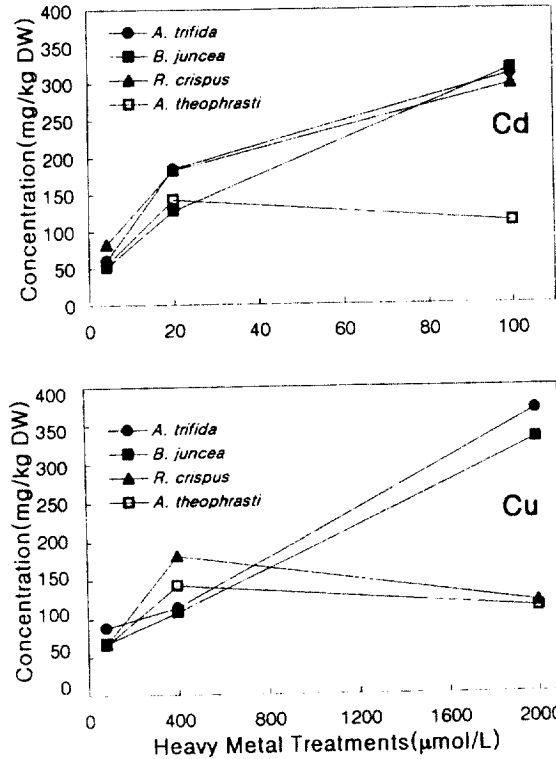 Concentration(mg/kg DW)
400
350
300
250
200
150
100
50
0
A. trifida
B. juncea
R. crispus
A. theophrasti
Cd
0 20 40 60 80 100
Concentration(mg/kg DW)
400
350
300
250
200
150
100
50
0
A. trifida
B. juncea
R. crispus
A. theophrasti
Cu
0 400 800 1200 1600 2000
Heavy Metal Treatments(μmol/L)